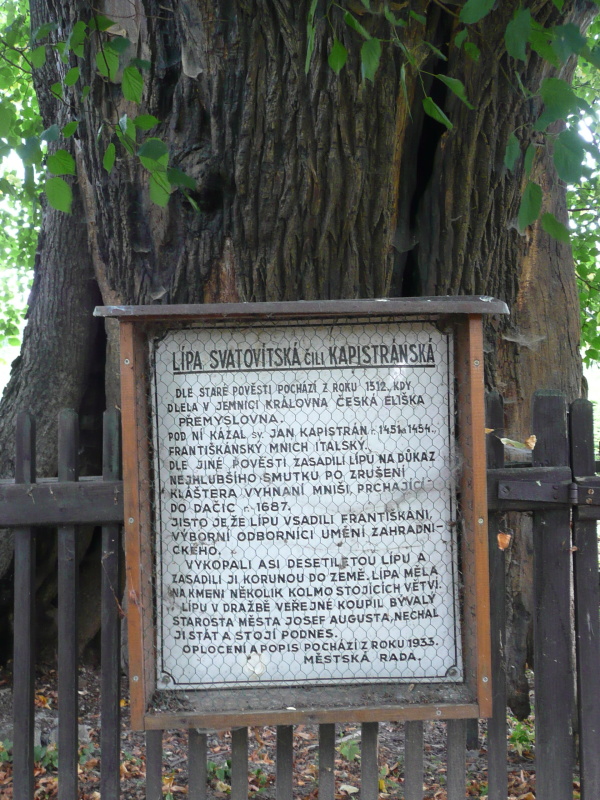 LÍPA SVATOVÍTSKÁ ČILI KAPISTRÁNSKÁ
DLE STARÉ POVĚSTI POCHÁZÍ Z ROKU 1312, KDY
DLELA V JEMNICI KRÁLOVNA ČESKÁ ELIŠKA
PŘEMYSLOVNA.
POD NÍ KÁZAL sv. JAN KAPISTRÁN r. 1451 až 1454.,
FRANTIŠKÁNSKÝ MNICH ITALSKÝ.
DLE JINÉ POVĚSTI ZASADILI LÍPU NA DŮKAZ
NEJHLUBŠÍHO SMUTKU PO ZRUŠENÍ
KLÁŠTERA VYHNANÍ MNIŠI, PRCHAJÍCÍ
DO DAČIC r. 1687.
JISTO JE, ŽE LÍPU VSADILI FRANTIŠKÁNI,
VÝBORNÍ ODBORNÍCI UMĚNÍ ZAHRADNI-
CKÉHO.
VYKOPALI ASI DESETILETOU LÍPU A
ZASADILI JI KORUNOU DO ZEMĚ. LÍPA MĚLA
NA KMENI NĚKOLIK KOLMO STOJÍCÍCH VĚTVÍ.
LÍPU V DRAŽBĚ VEŘEJNÉ KOUPIL BÝVALÝ
STAROSTA MĚSTA JOSEF AUGUSTA, NECHAL
JI STÁT A STOJÍ PODNES.
OPLOCENÍ A POPIS POCHÁZÍ Z ROKU 1933.
MĚSTSKÁ RADA.